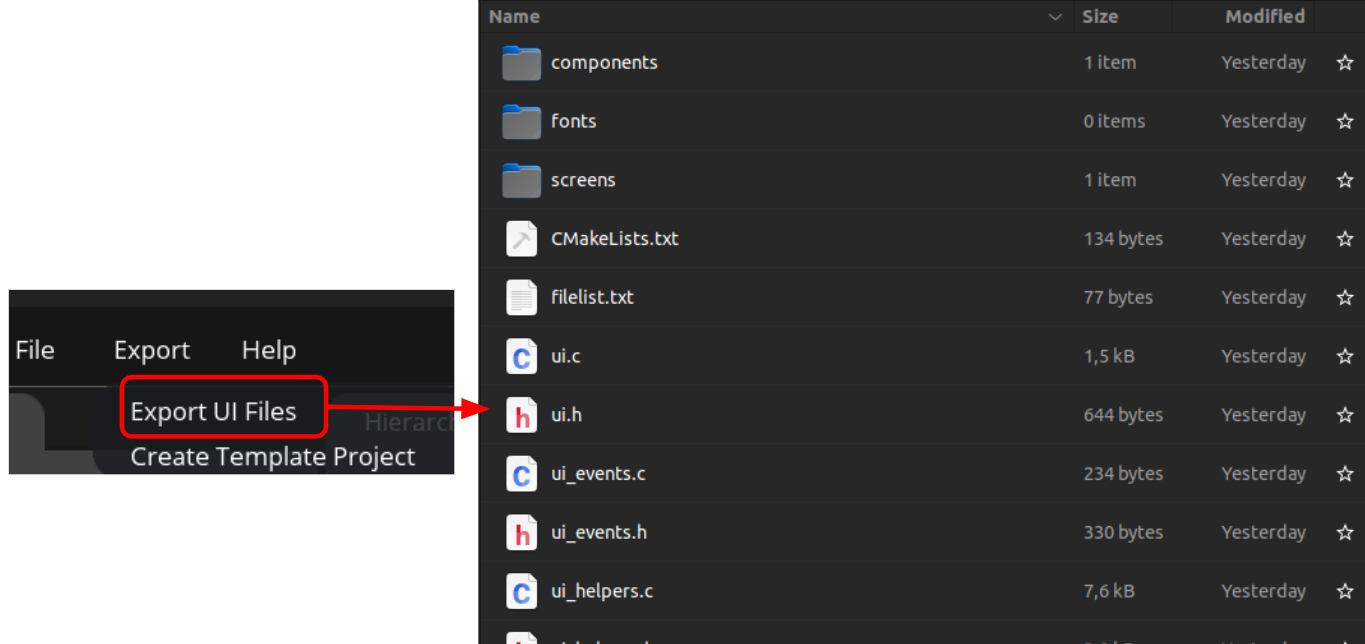 File Export Help
Export UI Files
Create Template Project
Name Size Modified
components 1 item Yesterday
fonts 0 items Yesterday
screens 1 item Yesterday
CMakeLists.txt 134 bytes Yesterday
filelist.txt 77 bytes Yesterday
ui.c 1,5 kB Yesterday
ui.h 644 bytes Yesterday
ui_events.c 234 bytes Yesterday
ui_events.h 330 bytes Yesterday
ui_helpers.c 7,6 kB Yesterday